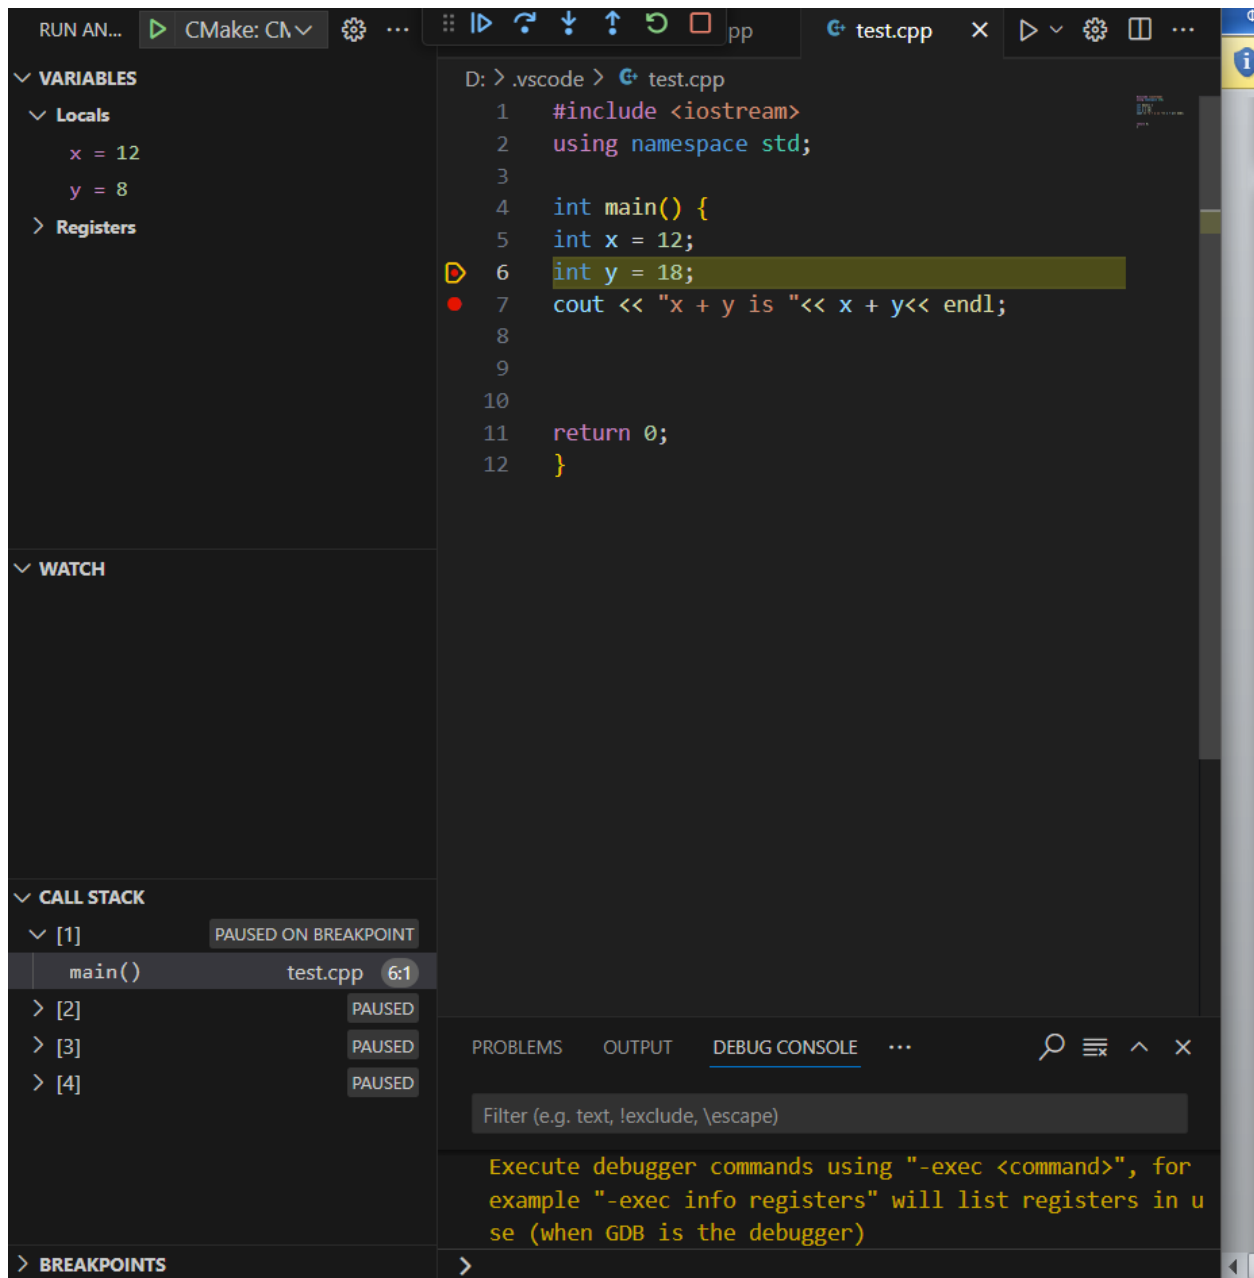 RUN AN... CMake: CM ...
VARIABLES
Locals
x = 12
y = 8
Registers
WATCH
CALL STACK
[1] PAUSED ON BREAKPOINT
main() test.cpp 6:1
[2] PAUSED
[3] PAUSED
[4] PAUSED
BREAKPOINTS
pp test.cpp
D: > .vscode > test.cpp
1 #include <iostream>
2 using namespace std;
3
4 int main() {
5 int x = 12;
6 int y = 18;
7 cout << "x + y is "<< x + y<< endl;
8
9
10
11 return 0;
12 }
PROBLEMS OUTPUT DEBUG CONSOLE ...
Filter (e.g. text, !exclude, \escape)
Execute debugger commands using "-exec <command>", for
example "-exec info registers" will list registers in u
se (when GDB is the debugger)
>